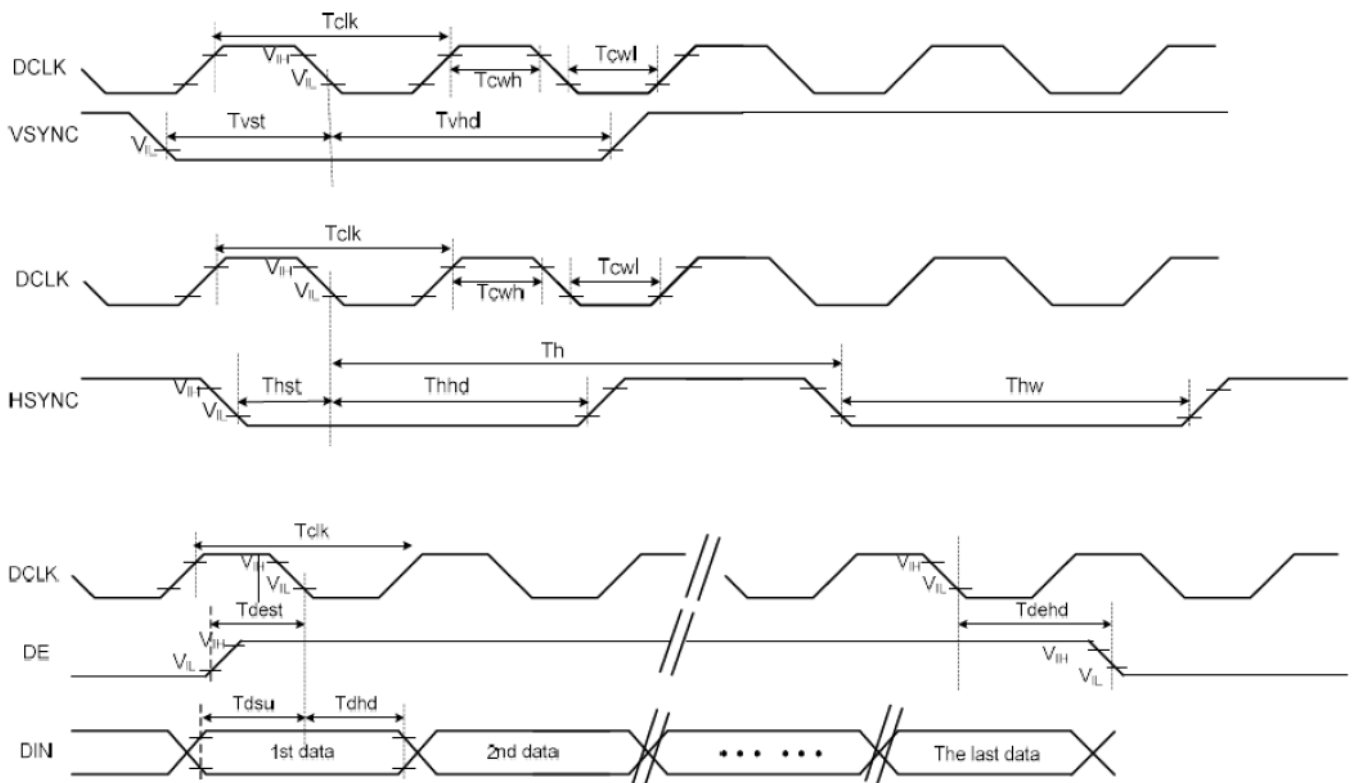 Tclk
DCLK
VIH
VIL
Tcwh
Tcwl
VSYNC
VIL
Tvst
Tvhd
Tclk
DCLK
VIH
VIL
Tcwh
Tcwl
Th
HSYNC
VIH
VIL
Thst
Thhd
Thw
Tclk
DCLK
VIH
VIL
VIH
VIL
Tdest
Tdehd
DE
VIH
VIL
VIH
VIL
Tdsu
Tdhd
DIN
1st data
2nd data
••• •••
The last data